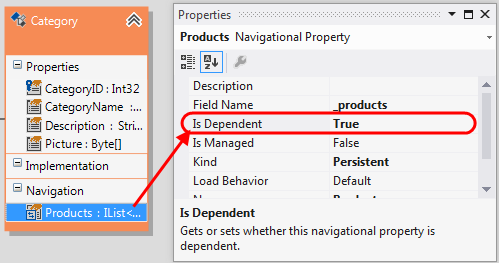 Category
Properties
CategoryID : Int32
CategoryName : ...
Description : Stri...
Picture : Byte[]
Implementation
Navigation
Products : IList<...
Properties
Products Navigational Property
Description
Field Name _products
Is Dependent True
Is Managed False
Kind Persistent
Load Behavior Default
Is Dependent
Gets or sets whether this navigational property is
dependent.